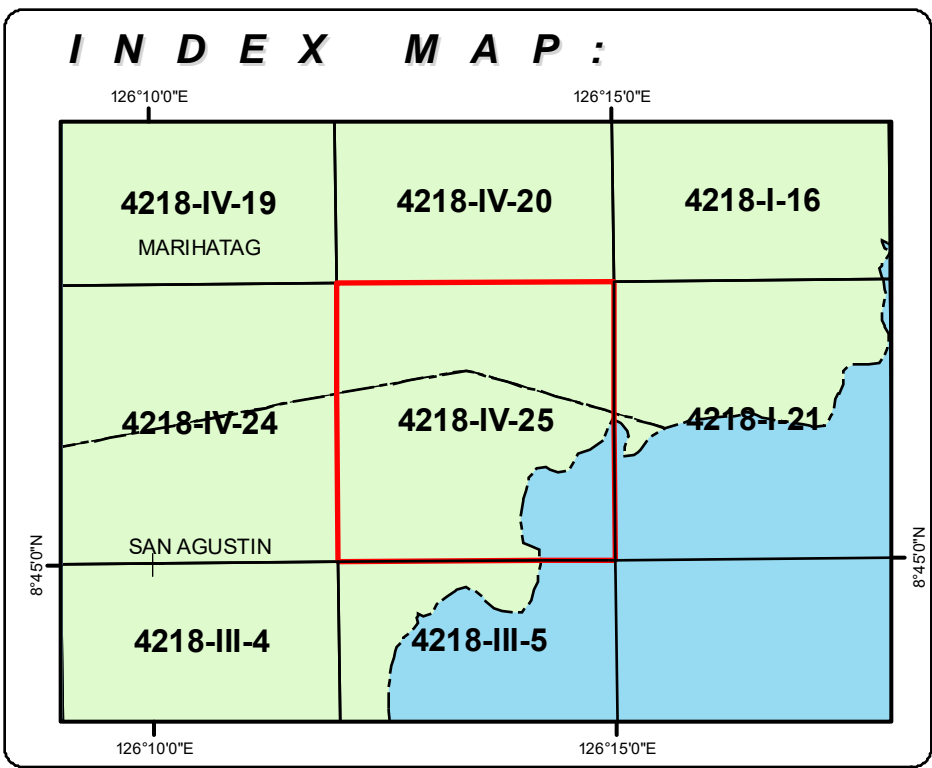 INDEX MAP:
126°10'0"E 126°15'0"E
4218-IV-19 4218-IV-20 4218-I-16
MARIHATAG
4218-IV-24 4218-IV-25 4218-I-21
SAN AGUSTIN
8°45'0"N 8°45'0"N
4218-III-4 4218-III-5
126°10'0"E 126°15'0"E